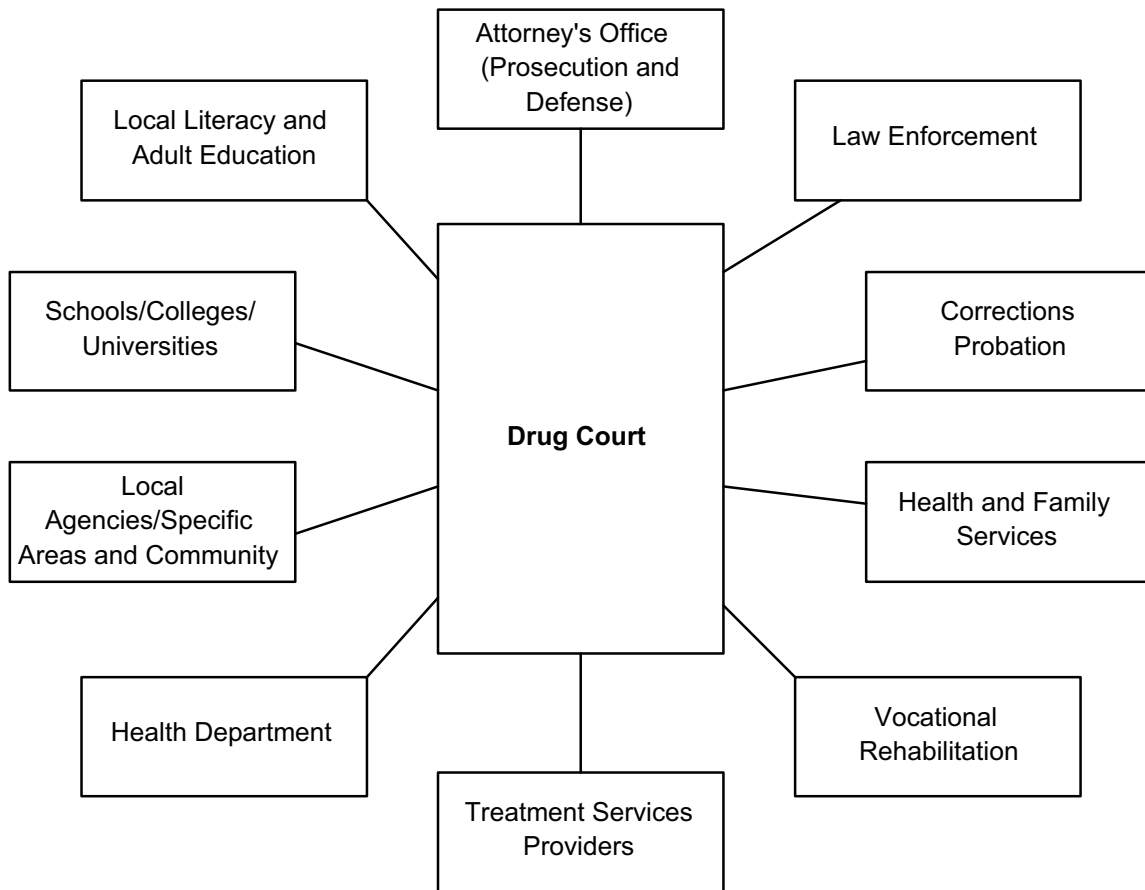 Attorney's Office
(Prosecution and
Defense)
Local Literacy and
Adult Education
Law Enforcement
Schools/Colleges/
Universities
Corrections
Probation
Drug Court
Local
Agencies/Specific
Areas and Community
Health and Family
Services
Health Department
Vocational
Rehabilitation
Treatment Services
Providers